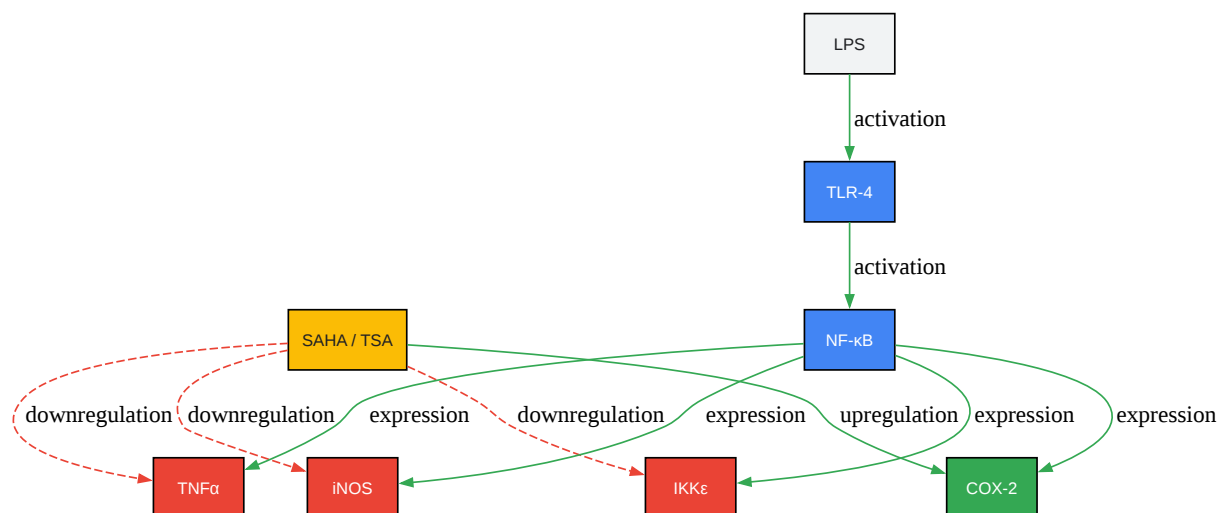 LPS
activation
TLR-4
activation
SAHA / TSA
NF-κB
downregulation
downregulation
expression
downregulation
expression
upregulation
expression
expression
TNFα
iNOS
IKKε
COX-2